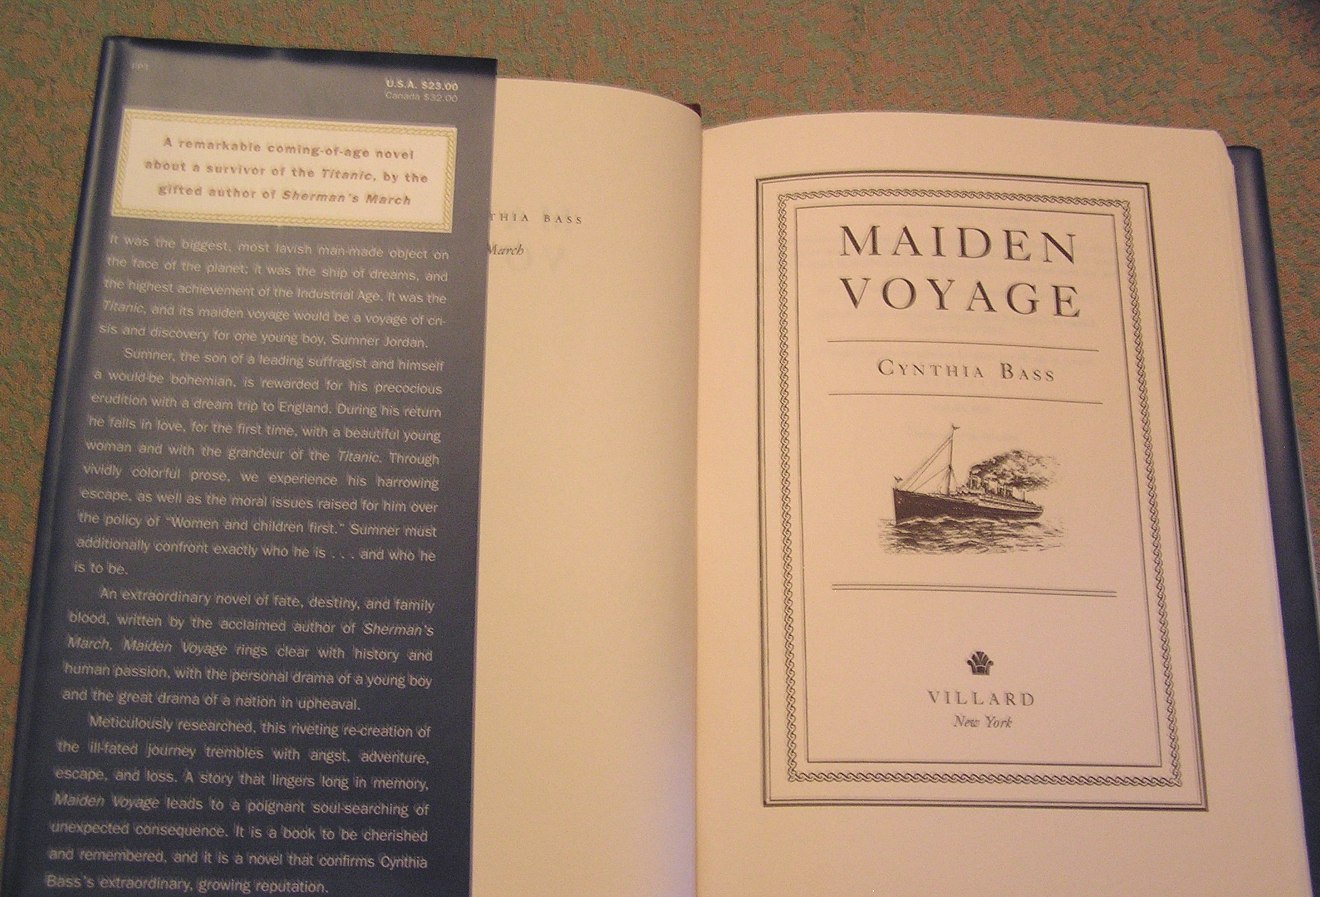 U.S.A. $23.00
Canada $32.00
A remarkable coming-of-age novel
about a survivor of the Titanic, by the
gifted author of Sherman's March
It was the biggest, most lavish man-made object on
the face of the planet; it was the ship of dreams, and
the highest achievement of the Industrial Age. It was the
Titanic, and its maiden voyage would be a voyage of cri-
sis and discovery for one young boy, Sumner Jordan.
Sumner, the son of a leading suffragist and himself
a would-be bohemian, is rewarded for his precocious
erudition with a dream trip to England. During his return
he falls in love, for the first time, with a beautiful young
woman and with the grandeur of the Titanic. Through
vividly colorful prose, we experience his harrowing
escape, as well as the moral issues raised for him over
the policy of "Women and children first." Sumner must
additionally confront exactly who he is . . . and who he
is to be.
An extraordinary novel of fate, destiny, and family
blood, written by the acclaimed author of Sherman's
March, Maiden Voyage rings clear with history and
human passion, with the personal drama of a young boy
and the great drama of a nation in upheaval.
Meticulously researched, this riveting re-creation of
the ill-fated journey trembles with angst, adventure,
escape, and loss. A story that lingers long in memory,
Maiden Voyage leads to a poignant soul-searching of
unexpected consequence. It is a book to be cherished
and remembered, and it is a novel that confirms Cynthia
Bass's extraordinary, growing reputation.
THIA BASS
March
MAIDEN
VOYAGE
CYNTHIA BASS
VILLARD
New York